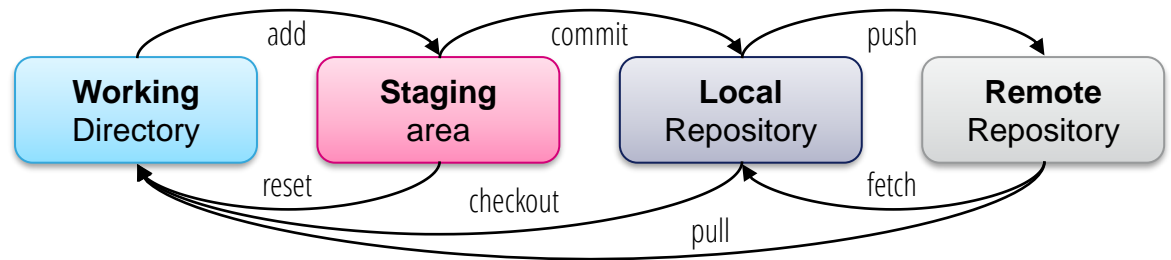 add
commit
push
Working
Directory
Staging
area
Local
Repository
Remote
Repository
reset
checkout
fetch
pull